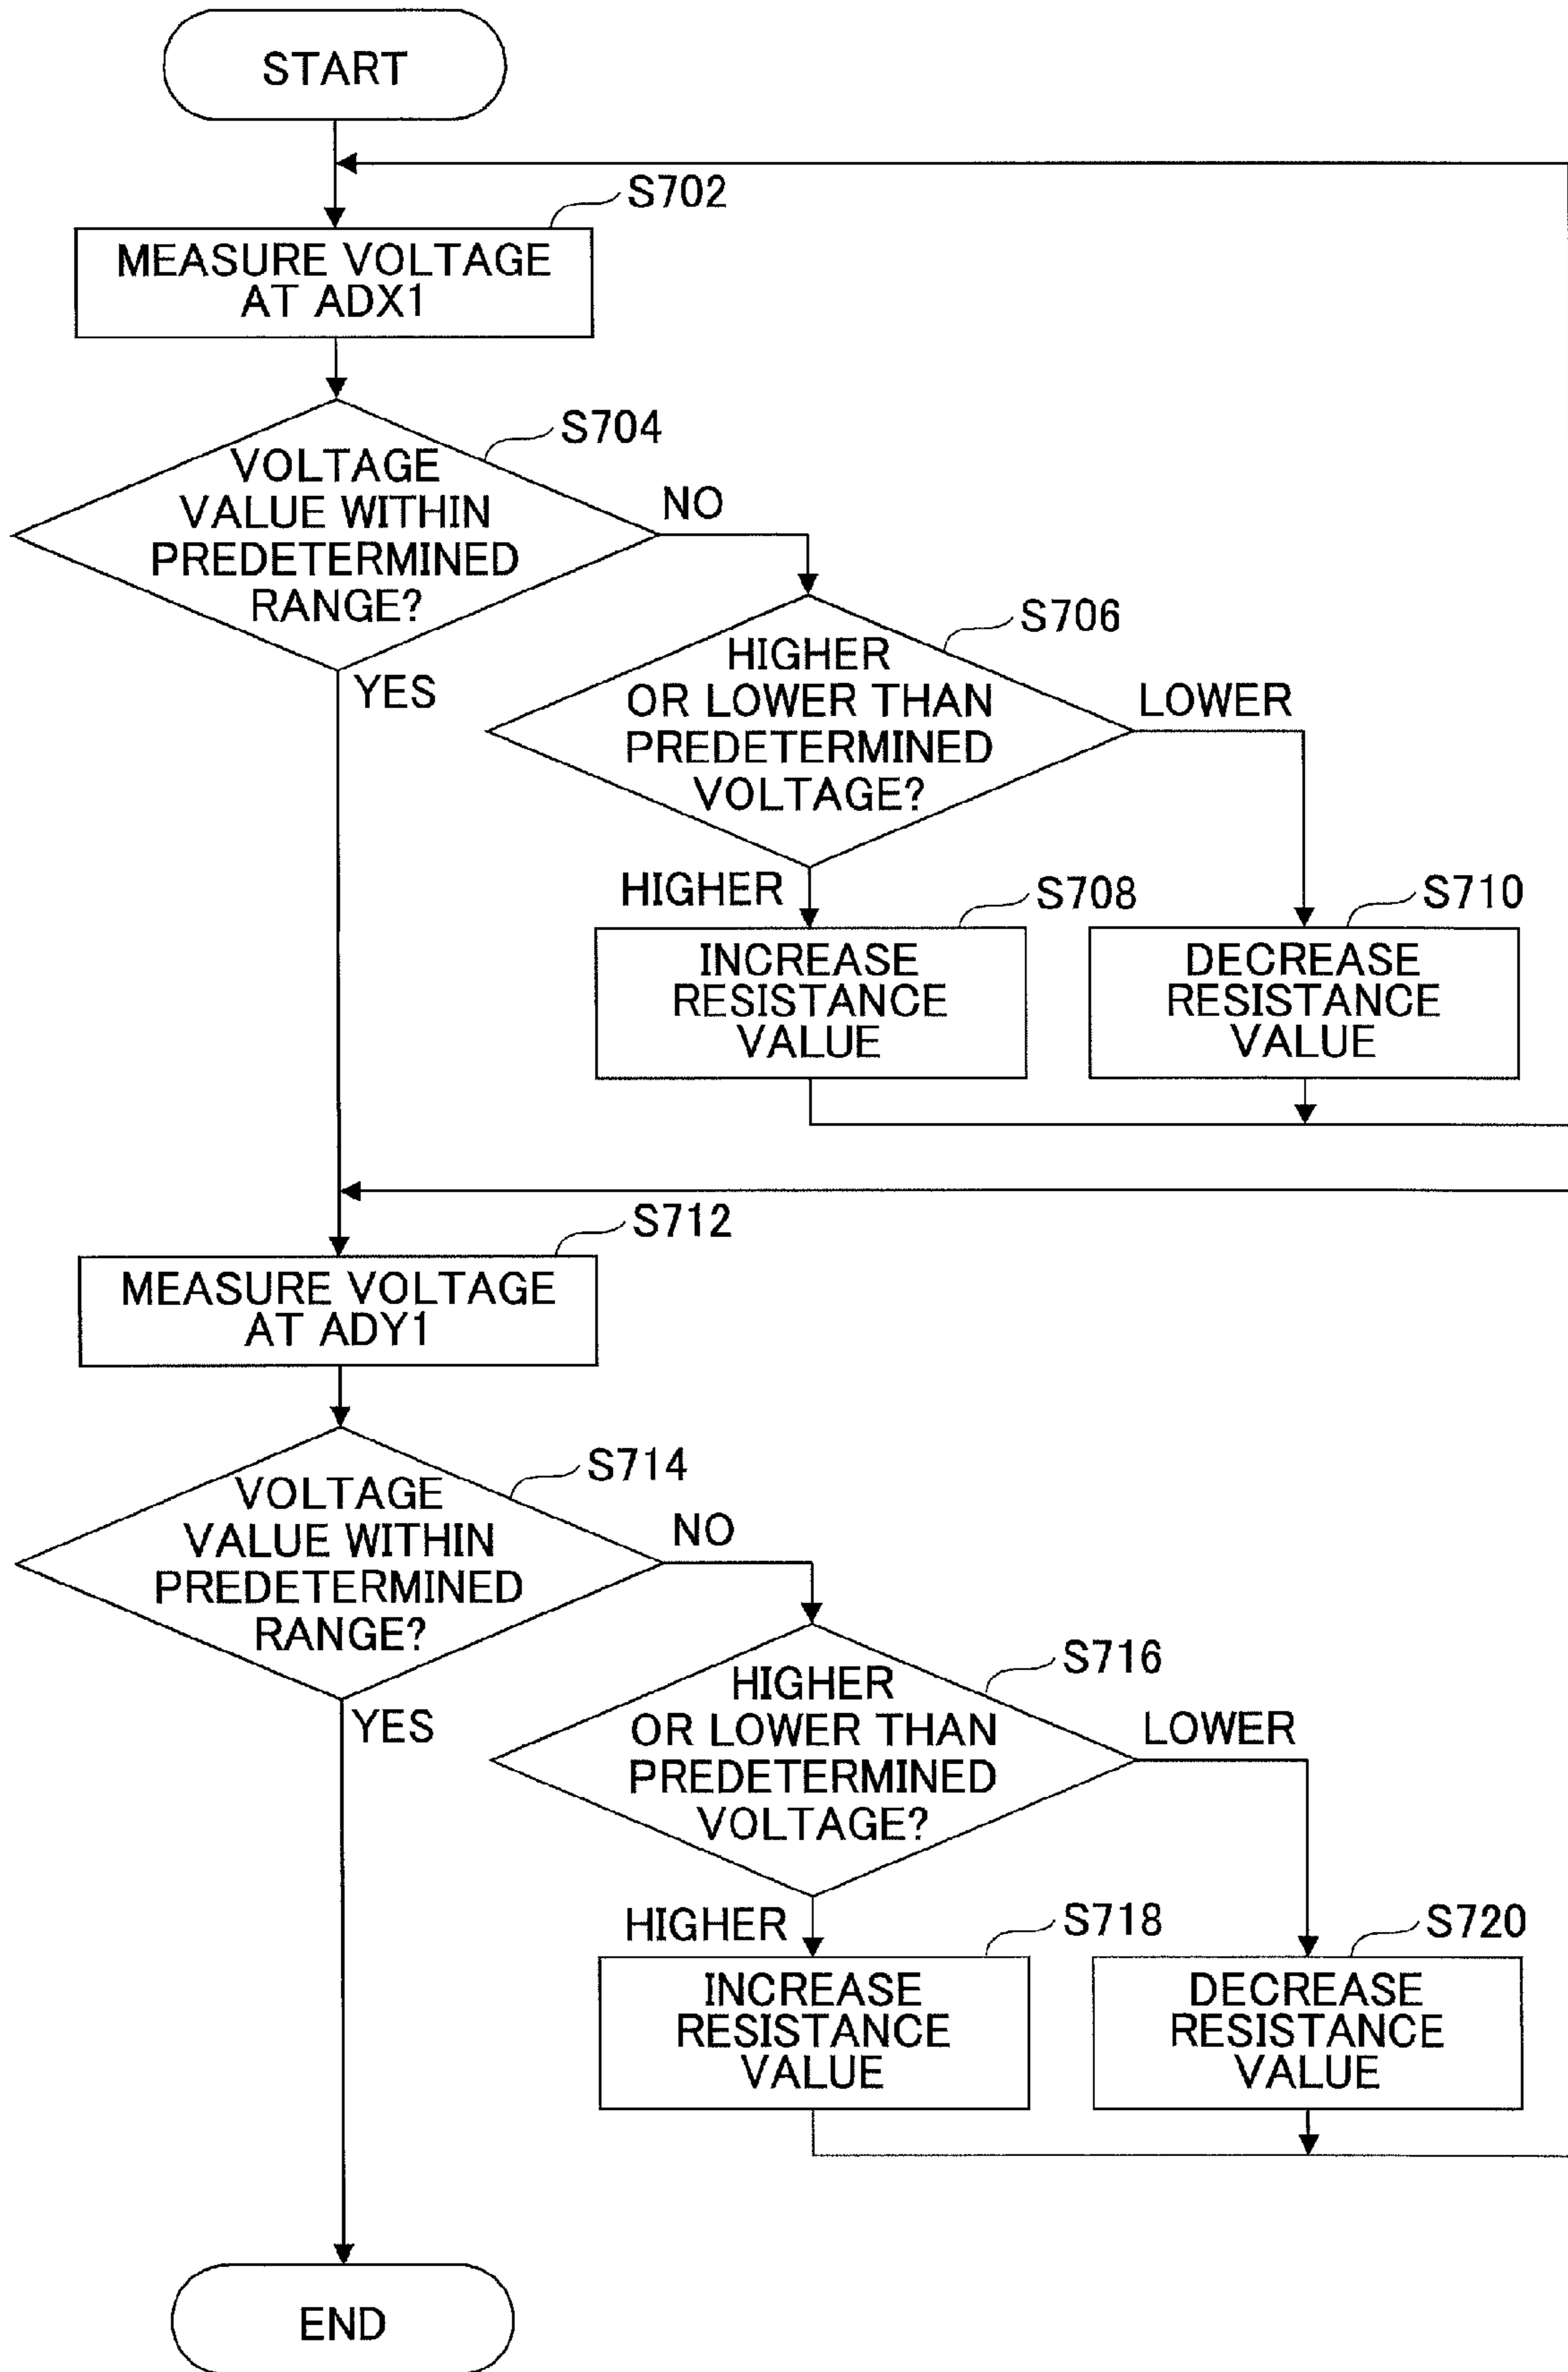 START
S702
MEASURE VOLTAGE
AT ADX1
S704
VOLTAGE
VALUE WITHIN
PREDETERMINED
RANGE?
NO
YES
S706
HIGHER
OR LOWER THAN
PREDETERMINED
VOLTAGE?
LOWER
HIGHER
S708
INCREASE
RESISTANCE
VALUE
S710
DECREASE
RESISTANCE
VALUE
S712
MEASURE VOLTAGE
AT ADY1
S714
VOLTAGE
VALUE WITHIN
PREDETERMINED
RANGE?
NO
YES
S716
HIGHER
OR LOWER THAN
PREDETERMINED
VOLTAGE?
LOWER
HIGHER
S718
INCREASE
RESISTANCE
VALUE
S720
DECREASE
RESISTANCE
VALUE
END